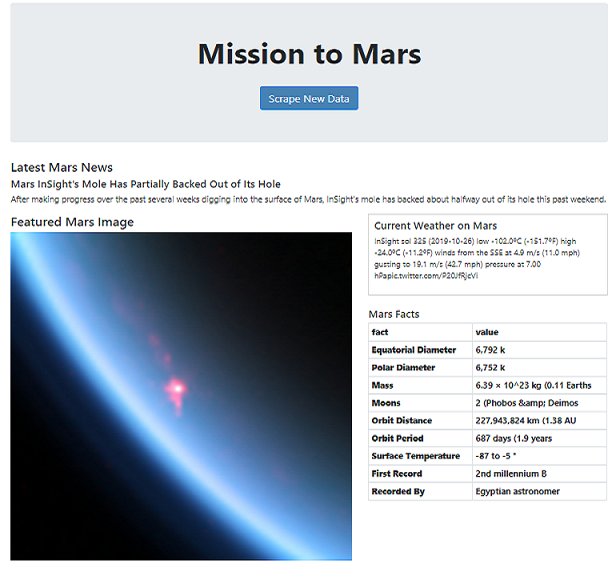 Mission to Mars
Scrape New Data
Latest Mars News
Mars InSight's Mole Has Partially Backed Out of Its Hole
After making progress over the past several weeks digging into the surface of Mars, InSight's mole has backed about halfway out of its hole this past weekend.
Featured Mars Image
Current Weather on Mars
InSight sol 325 (2019-10-26) low -102.0ºC (-151.7ºF) high
-24.0ºC (-11.2ºF) winds from the SSE at 4.9 m/s (11.0 mph)
gusting to 19.1 m/s (42.7 mph) pressure at 7.00
hPapic.twitter.com/P20JfRjcVi
Mars Facts
fact value
Equatorial Diameter 6,792 k
Polar Diameter 6,752 k
Mass 6.39 × 10^23 kg (0.11 Earths
Moons 2 (Phobos &amp; Deimos
Orbit Distance 227,943,824 km (1.38 AU
Orbit Period 687 days (1.9 years
Surface Temperature -87 to -5 °
First Record 2nd millennium B
Recorded By Egyptian astronomer